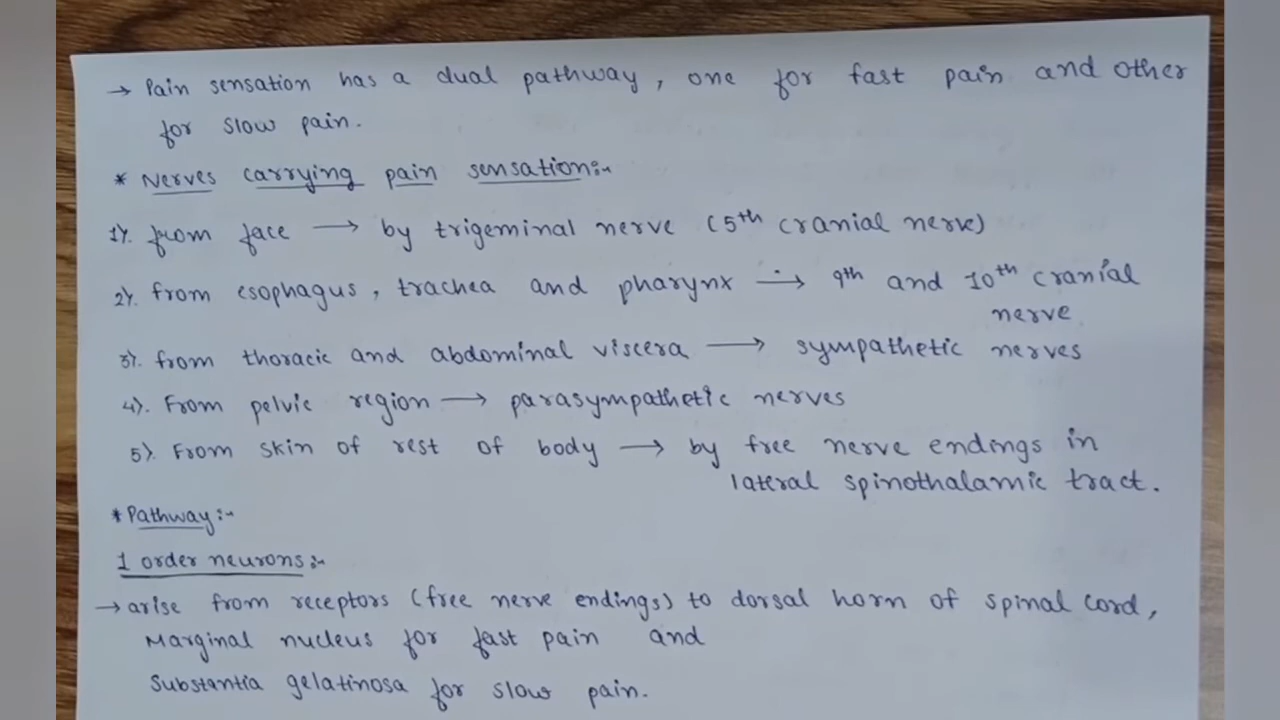 → Pain sensation has a dual pathway, one for fast pain and other
for slow pain.
* Nerves carrying pain sensation:-
1). from face → by trigeminal nerve (5th cranial nerve)
2). from esophagus, trachea and pharynx → 9th and 10th cranial
nerve
3). from thoracic and abdominal viscera → sympathetic nerves
4). From pelvic region → parasympathetic nerves
5). From skin of rest of body → by free nerve endings in
lateral spinothalamic tract.
* Pathway:-
1 order neurons:-
→ arise from receptors (free nerve endings) to dorsal horn of spinal cord,
Marginal nucleus for fast pain and
Substantia gelatinosa for slow pain.